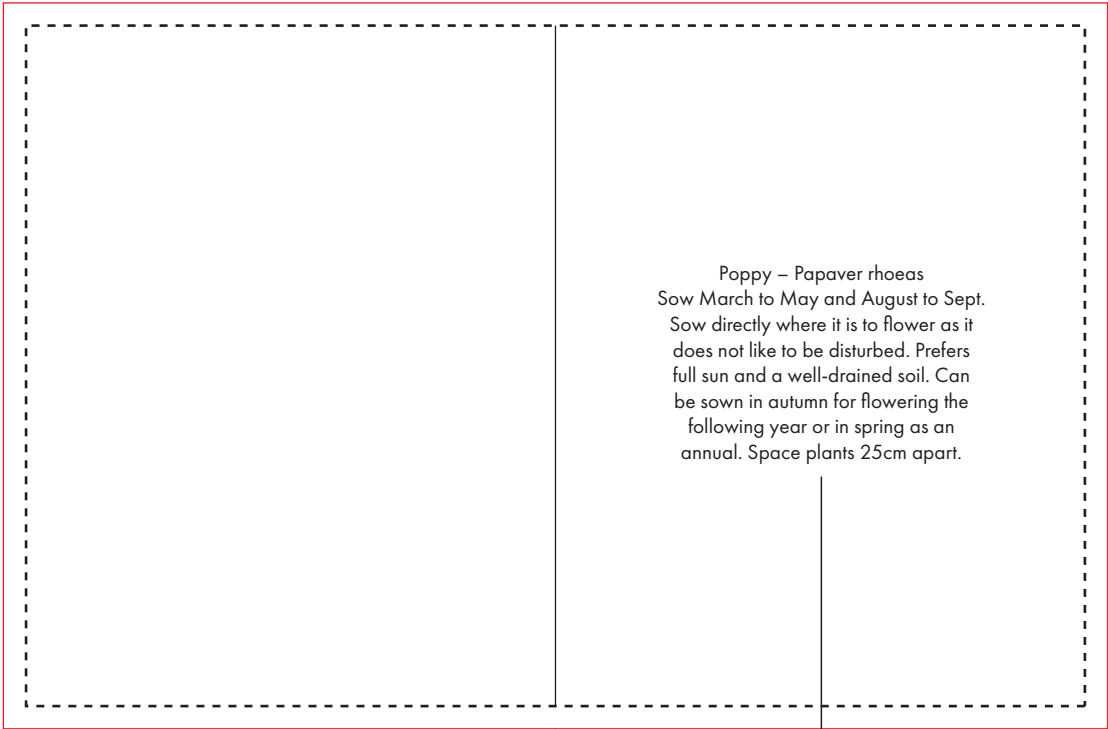 Poppy – Papaver rhoeas
Sow March to May and August to Sept.
Sow directly where it is to flower as it
does not like to be disturbed. Prefers
full sun and a well-drained soil. Can
be sown in autumn for flowering the
following year or in spring as an
annual. Space plants 25cm apart.